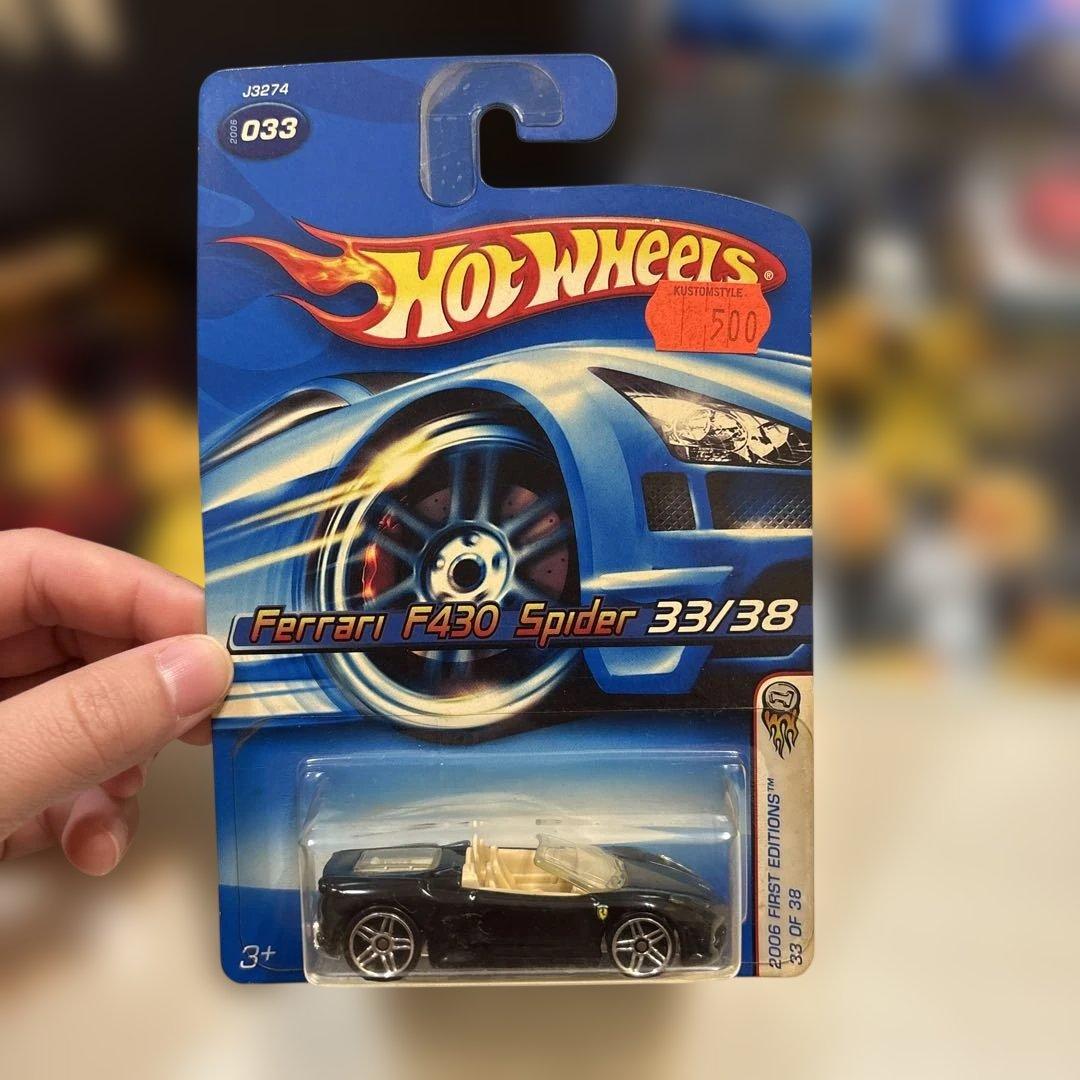 J3274
2006
033
HOT WHEELS®
KUSTOMSTYLE
500
Ferrari F430 Spider 33/38
2006 FIRST EDITIONS™
33 OF 38
3+